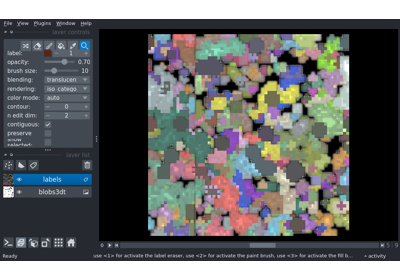 File View Plugins Window Help
layer controls
label: 1
opacity: 0.70
brush size: 10
blending: translucen
rendering: iso_catego
color mode: auto
contour: 0
n edit dim: 2
contiguous:
preserve
show
selected:
layer list
labels
blobs3dt
Ready
use <1> for activate the label eraser, use <2> for activate the paint brush, use <3> for activate the fill b...
activity